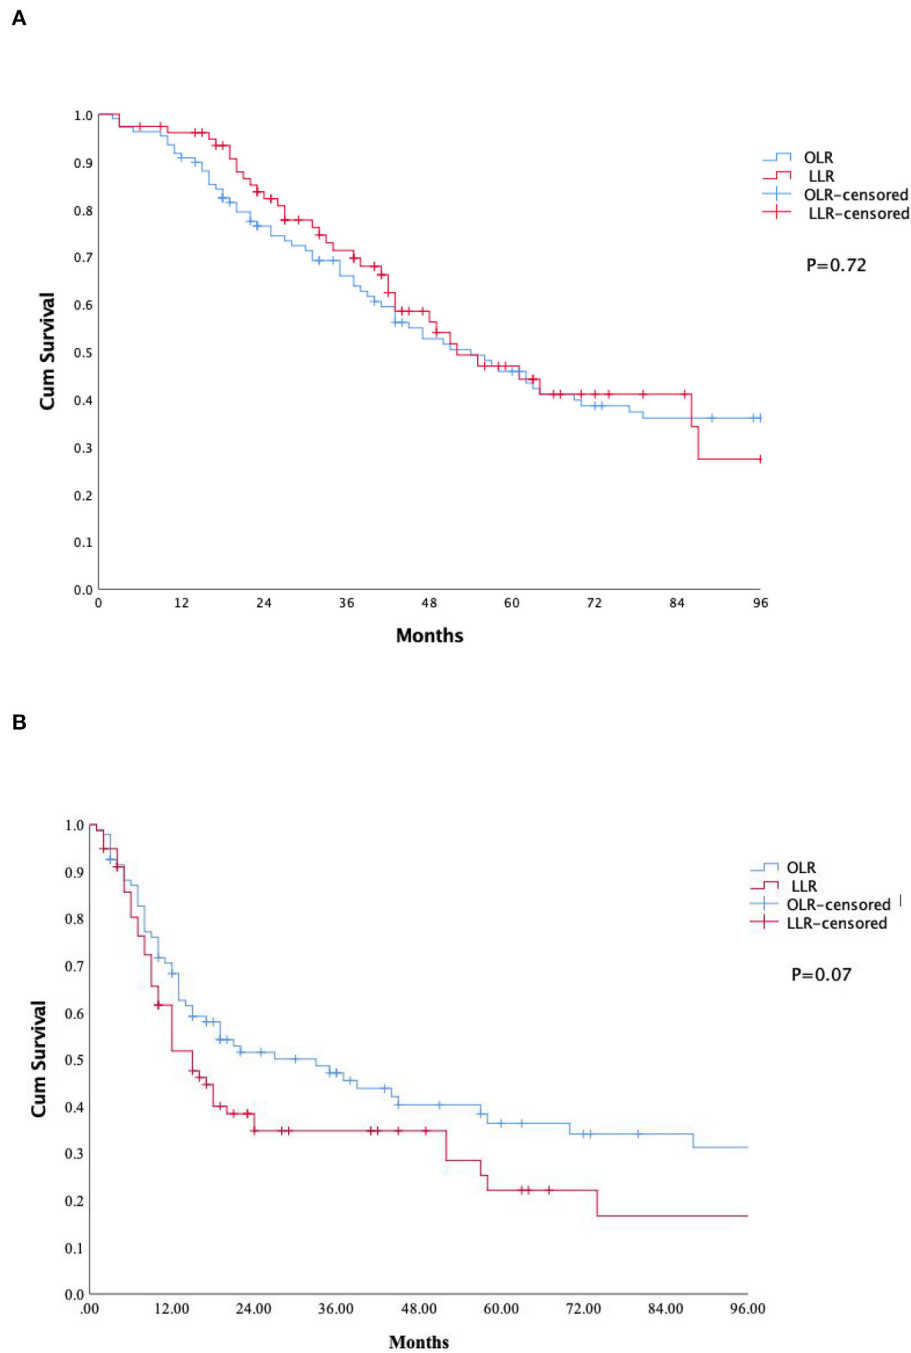 A
1.0
0.9
0.8
0.7
0.6
0.5
0.4
0.3
0.2
0.1
0.0
Cum Survival
0 12 24 36 48 60 72 84 96
Months
OLR
LLR
OLR-censored
LLR-censored
P=0.72
B
1.0
0.9
0.8
0.7
0.6
0.5
0.4
0.3
0.2
0.1
0.0
Cum Survival
.00 12.00 24.00 36.00 48.00 60.00 72.00 84.00 96.00
Months
OLR
LLR
OLR-censored
LLR-censored
P=0.07